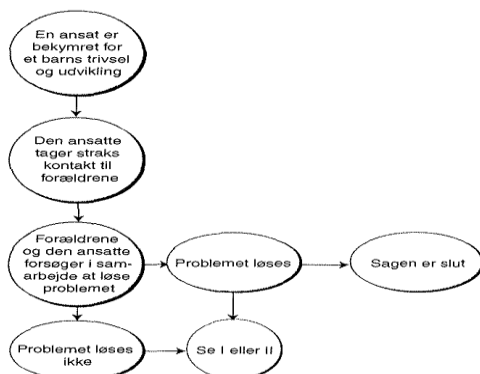 En ansat er
bekymret for
et barns trivsel
og udvikling
Den ansatte
tager straks
kontakt til
forældrene
Forældrene
og den ansatte
forsøger i sam-
arbejde at løse
problemet
Problemet løses
Sagen er slut
Problemet løses
ikke
Se I eller II